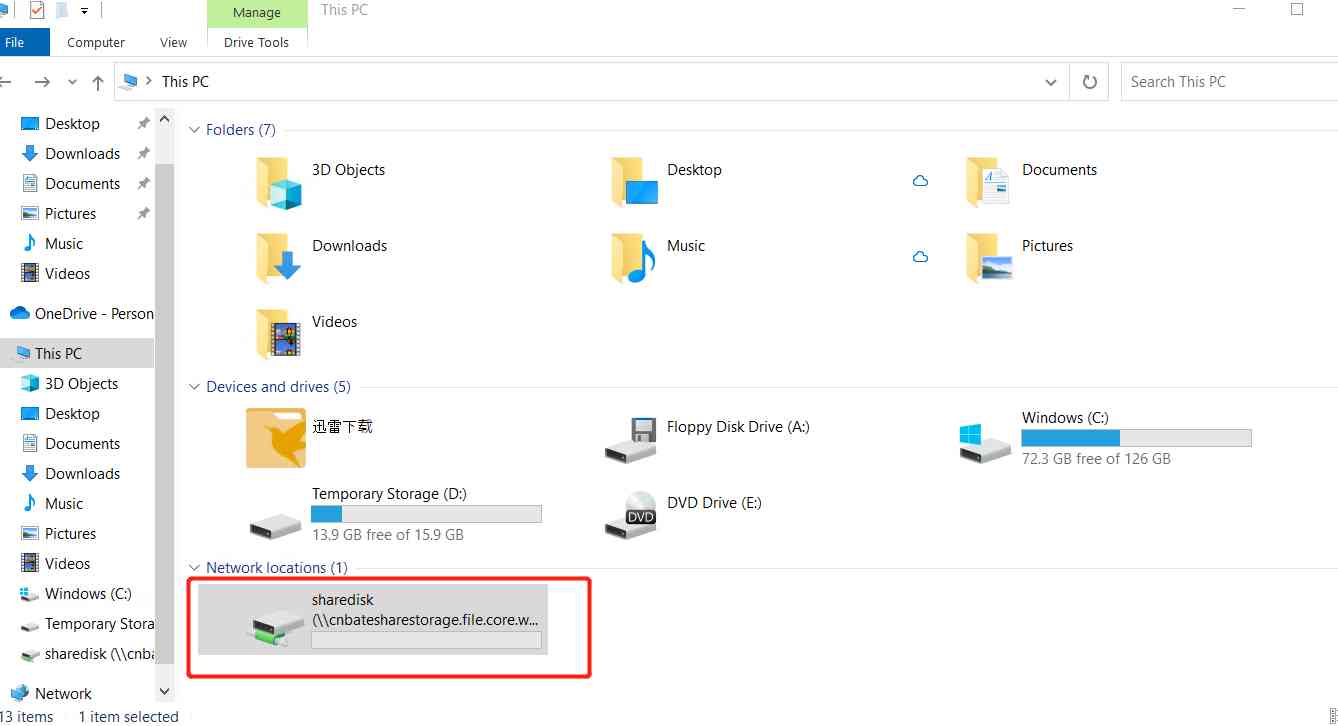 Manage
This PC
File
Computer
View
Drive Tools
This PC
Search This PC
Desktop
Downloads
Documents
Pictures
Music
Videos
OneDrive - Person
This PC
3D Objects
Desktop
Documents
Downloads
Music
Pictures
Videos
Windows (C:)
Temporary Stora
sharedisk (\\cnba
Network
Folders (7)
3D Objects
Desktop
Documents
Downloads
Music
Pictures
Videos
Devices and drives (5)
迅雷下载
Floppy Disk Drive (A:)
Windows (C:)
72.3 GB free of 126 GB
Temporary Storage (D:)
13.9 GB free of 15.9 GB
DVD Drive (E:)
DVD
Network locations (1)
sharedisk
(\\cnbatesharestorage.file.core.w...
13 items
1 item selected